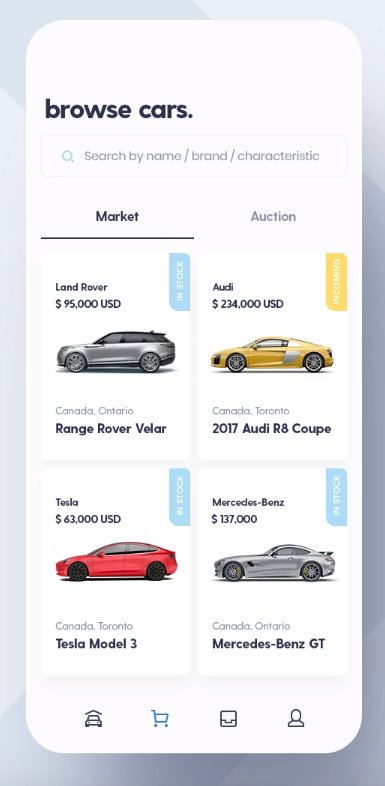 browse cars.
Search by name / brand / characteristic
Market
Auction
IN STOCK
Land Rover
$ 95,000 USD
Canada, Ontario
Range Rover Velar
INCOMING
Audi
$ 234,000 USD
Canada, Toronto
2017 Audi R8 Coupe
IN STOCK
Tesla
$ 63,000 USD
Canada, Toronto
Tesla Model 3
IN STOCK
Mercedes-Benz
$ 137,000
Canada, Ontario
Mercedes-Benz GT